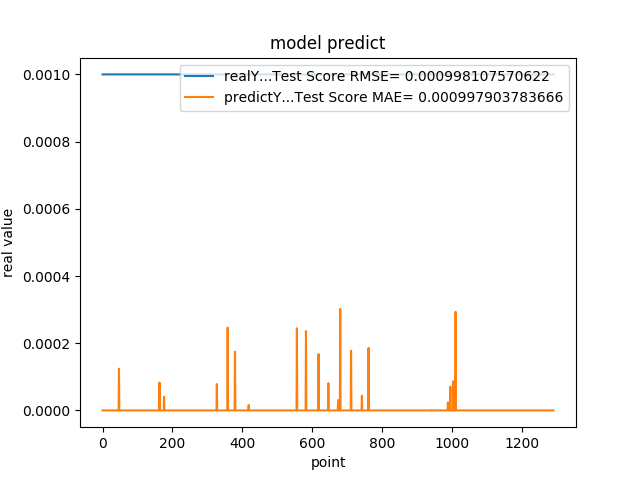 model predict
realY...Test Score RMSE= 0.000998107570622
predictY...Test Score MAE= 0.000997903783666
real value
0.0010
0.0008
0.0006
0.0004
0.0002
0.0000
0 200 400 600 800 1000 1200
point